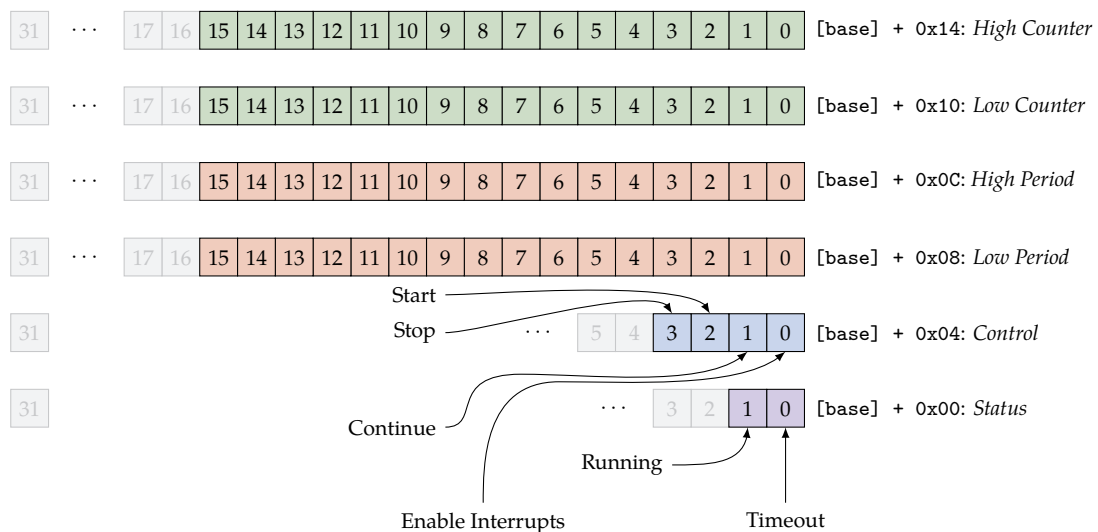 31 ··· 17 16 15 14 13 12 11 10 9 8 7 6 5 4 3 2 1 0 [base] + 0x14: High Counter
31 ··· 17 16 15 14 13 12 11 10 9 8 7 6 5 4 3 2 1 0 [base] + 0x10: Low Counter
31 ··· 17 16 15 14 13 12 11 10 9 8 7 6 5 4 3 2 1 0 [base] + 0x0C: High Period
31 ··· 17 16 15 14 13 12 11 10 9 8 7 6 5 4 3 2 1 0 [base] + 0x08: Low Period
Start
Stop
31 ··· 5 4 3 2 1 0 [base] + 0x04: Control
31 ··· 3 2 1 0 [base] + 0x00: Status
Continue
Running
Enable Interrupts
Timeout